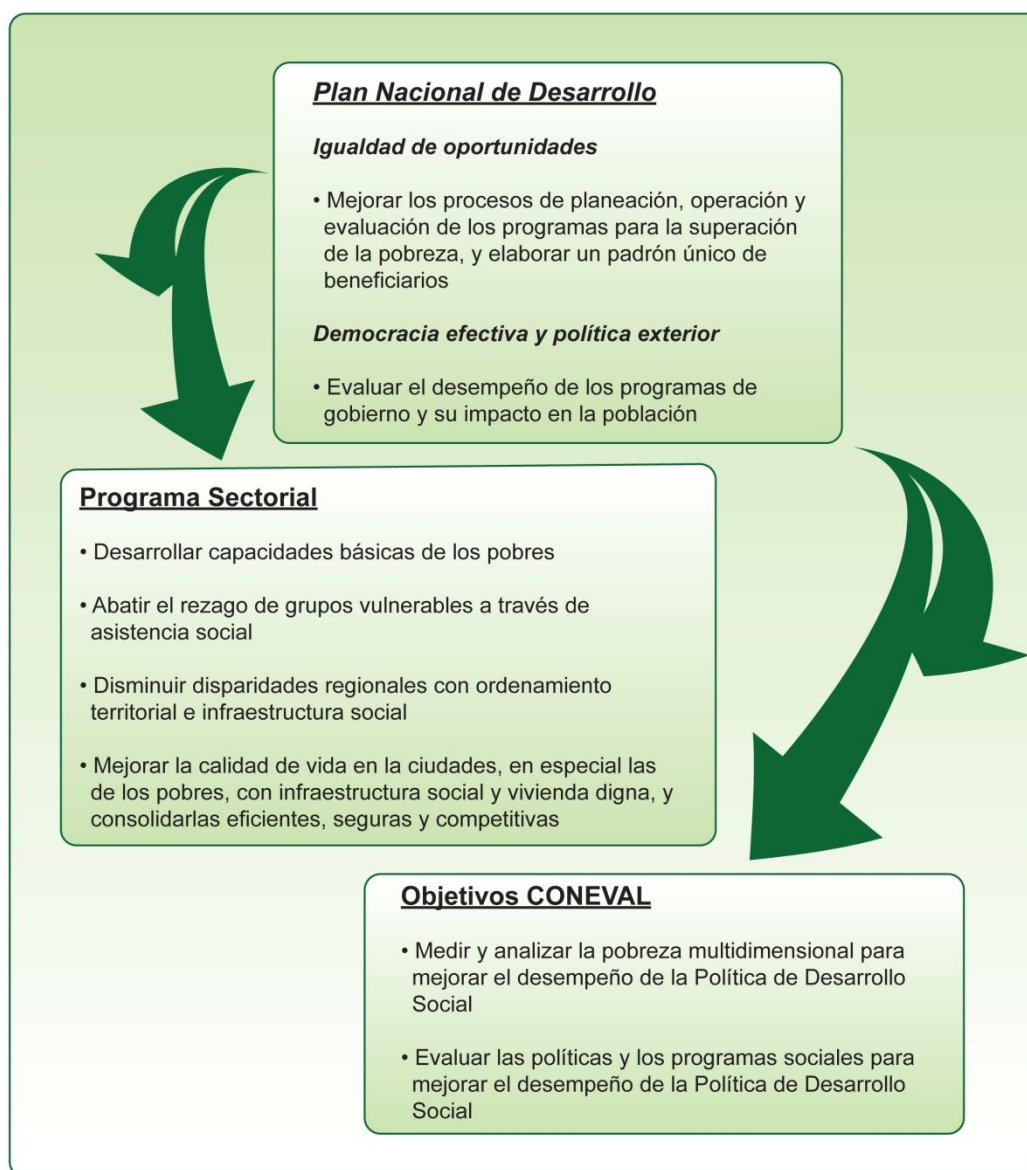 Plan Nacional de Desarrollo
Igualdad de oportunidades
• Mejorar los procesos de planeación, operación y
evaluación de los programas para la superación
de la pobreza, y elaborar un padrón único de
beneficiarios
Democracia efectiva y política exterior
• Evaluar el desempeño de los programas de
gobierno y su impacto en la población
Programa Sectorial
• Desarrollar capacidades básicas de los pobres
• Abatir el rezago de grupos vulnerables a través de
asistencia social
• Disminuir disparidades regionales con ordenamiento
territorial e infraestructura social
• Mejorar la calidad de vida en la ciudades, en especial las
de los pobres, con infraestructura social y vivienda digna, y
consolidarlas eficientes, seguras y competitivas
Objetivos CONEVAL
• Medir y analizar la pobreza multidimensional para
mejorar el desempeño de la Política de Desarrollo
Social
• Evaluar las políticas y los programas sociales para
mejorar el desempeño de la Política de Desarrollo
Social